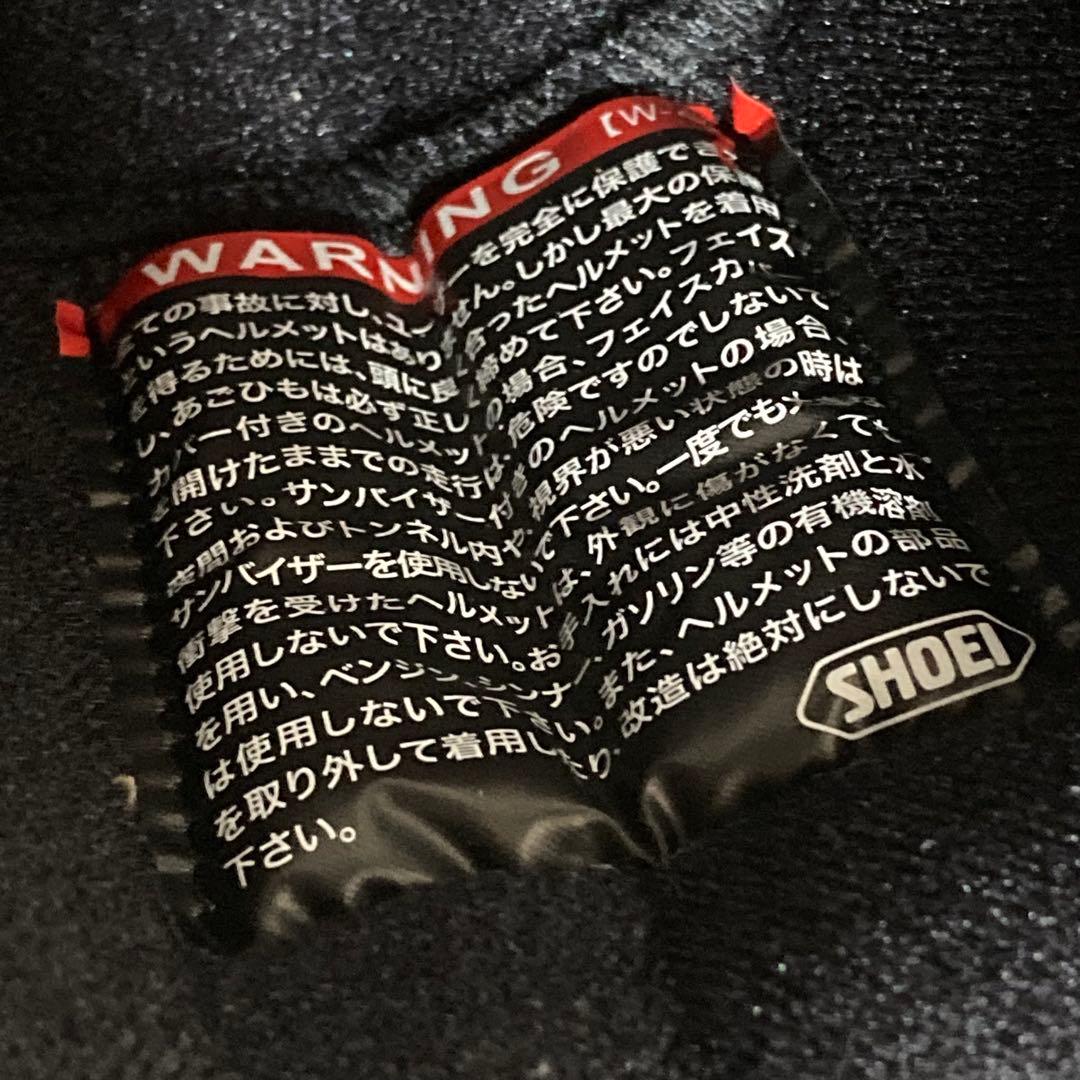 WARNING【W-
ての事故に対し、ユーを完全に保護でき
というヘルメットはありせん。しかし最大の保護
を得るためには、頭に良く合ったヘルメットを着用
し、あごひもは必ず正しく締めて下さい。フェイス
カバー付きのヘルメットの場合、フェイスカバ
を開けたままでの走行は、危険ですのでしないで
下さい。サンバイザー付きのヘルメットの場合、
夜間およびトンネル内や視界が悪い状態の時は
サンバイザーを使用しないで下さい。一度でも
衝撃を受けたヘルメットは、外観に傷がなくても
使用しないで下さい。お手入れには中性洗剤と水
を用い、ベンジン、シンナー、ガソリン等の有機溶剤
は使用しないで下さい。また、ヘルメットの部品
を取り外して着用したり、改造は絶対にしないで
下さい。
SHOEI